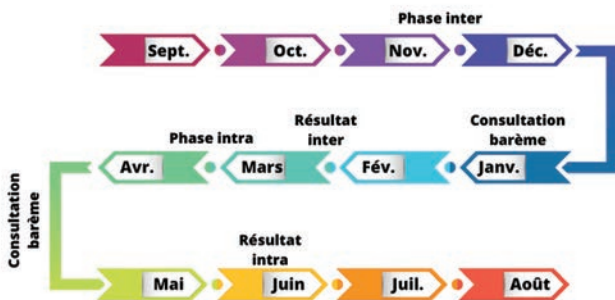 Phase inter
Sept.
Oct.
Nov.
Déc.
Consultation
barème
Résultat
inter
Phase intra
Janv.
Fév.
Mars
Avr.
Consultation
barème
Résultat
intra
Mai
Juin
Juil.
Août